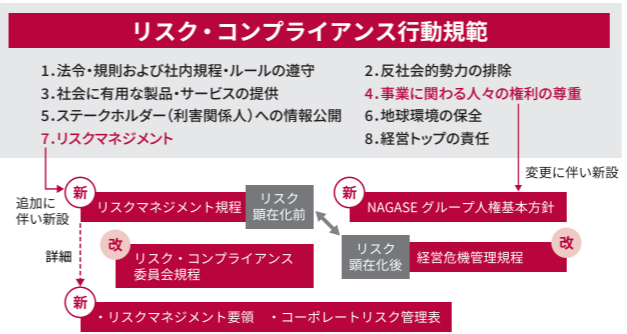 リスク・コンプライアンス行動規範
1.法令・規則および社内規程・ルールの遵守
2.反社会的勢力の排除
3.社会に有用な製品・サービスの提供
4.事業に関わる人々の権利の尊重
5.ステークホルダー（利害関係人）への情報公開
6.地球環境の保全
7.リスクマネジメント
8.経営トップの責任
変更に伴い新設
追加に
伴い新設
新
リスクマネジメント規程
リスク
顕在化前
新
NAGASE グループ人権基本方針
詳細
改
リスク・コンプライアンス
委員会規程
リスク
顕在化後
経営危機管理規程
改
新
・リスクマネジメント要領　・コーポレートリスク管理表